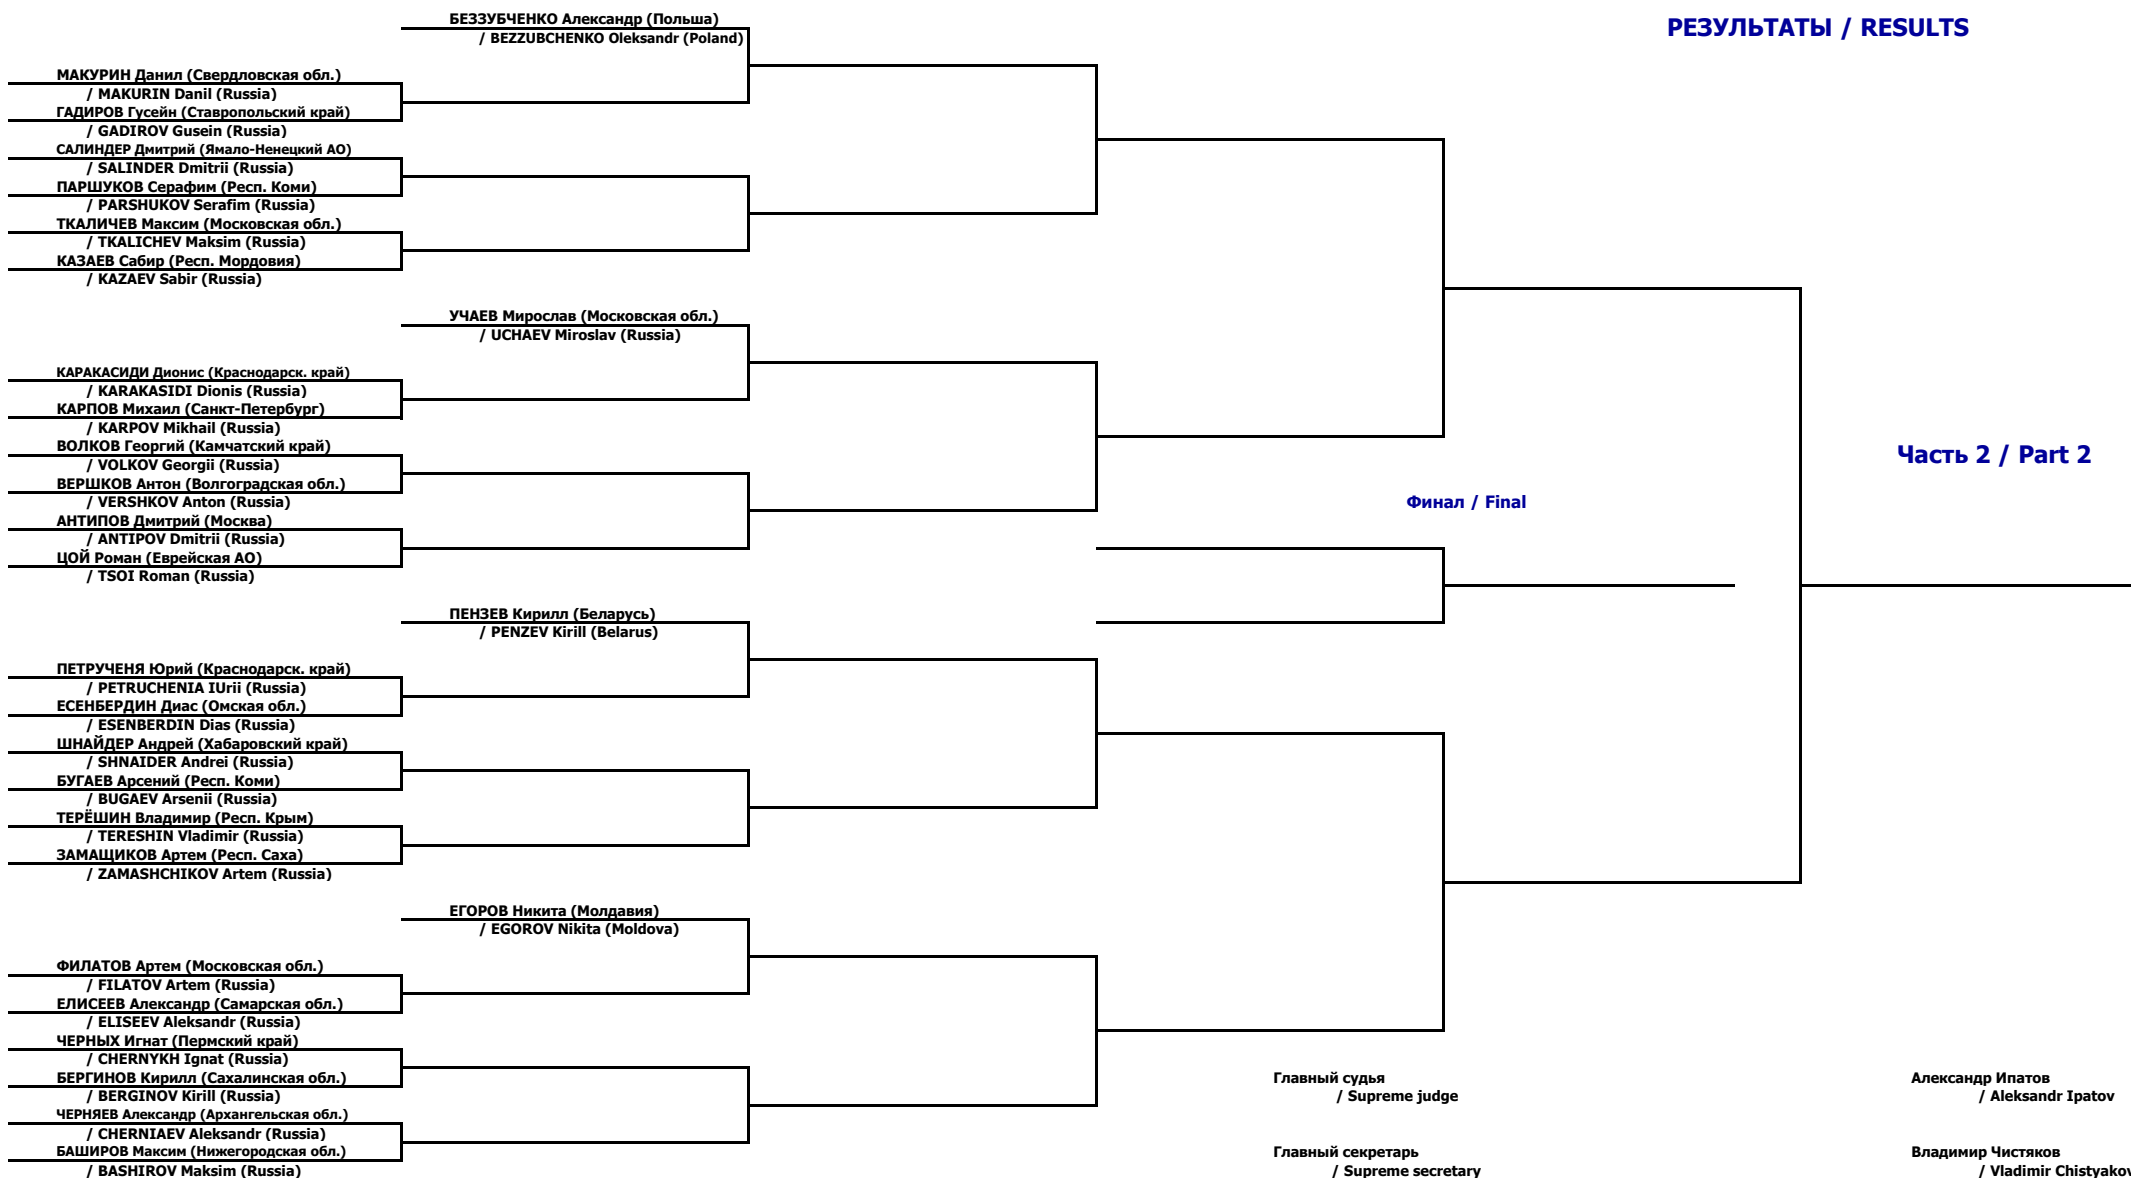 РЕЗУЛЬТАТЫ / RESULTS
БЕЗЗУБЧЕНКО Александр (Польша)
/ BEZZUBCHENKO Oleksandr (Poland)
МАКУРИН Данил (Свердловская обл.)
/ MAKURIN Danil (Russia)
ГАДИРОВ Гусейн (Ставропольский край)
/ GADIROV Gusein (Russia)
САЛИНДЕР Дмитрий (Ямало-Ненецкий АО)
/ SALINDER Dmitrii (Russia)
ПАРШУКОВ Серафим (Респ. Коми)
/ PARSHUKOV Serafim (Russia)
ТКАЛИЧЕВ Максим (Московская обл.)
/ TKALICHEV Maksim (Russia)
КАЗАЕВ Сабир (Респ. Мордовия)
/ KAZAEV Sabir (Russia)
УЧАЕВ Мирослав (Московская обл.)
/ UCHAEV Miroslav (Russia)
КАРАКАСИДИ Дионис (Краснодарск. край)
/ KARAKASIDI Dionis (Russia)
КАРПОВ Михаил (Санкт-Петербург)
/ KARPOV Mikhail (Russia)
ВОЛКОВ Георгий (Камчатский край)
/ VOLKOV Georgii (Russia)
ВЕРШКОВ Антон (Волгоградская обл.)
/ VERSHKOV Anton (Russia)
АНТИПОВ Дмитрий (Москва)
/ ANTIPOV Dmitrii (Russia)
ЦОЙ Роман (Еврейская АО)
/ TSOI Roman (Russia)
Часть 2 / Part 2
Финал / Final
ПЕНЗЕВ Кирилл (Беларусь)
/ PENZEV Kirill (Belarus)
ПЕТРУЧЕНЯ Юрий (Краснодарск. край)
/ PETRUCHENIA IUrii (Russia)
ЕСЕНБЕРДИН Диас (Омская обл.)
/ ESENBERDIN Dias (Russia)
ШНАЙДЕР Андрей (Хабаровский край)
/ SHNAIDER Andrei (Russia)
БУГАЕВ Арсений (Респ. Коми)
/ BUGAEV Arsenii (Russia)
ТЕРЁШИН Владимир (Респ. Крым)
/ TERESHIN Vladimir (Russia)
ЗАМАЩИКОВ Артем (Респ. Саха)
/ ZAMASHCHIKOV Artem (Russia)
ЕГОРОВ Никита (Молдавия)
/ EGOROV Nikita (Moldova)
ФИЛАТОВ Артем (Московская обл.)
/ FILATOV Artem (Russia)
ЕЛИСЕЕВ Александр (Самарская обл.)
/ ELISEEV Aleksandr (Russia)
ЧЕРНЫХ Игнат (Пермский край)
/ CHERNYKH Ignat (Russia)
БЕРГИНОВ Кирилл (Сахалинская обл.)
/ BERGINOV Kirill (Russia)
ЧЕРНЯЕВ Александр (Архангельская обл.)
/ CHERNIAEV Aleksandr (Russia)
БАШИРОВ Максим (Нижегородская обл.)
/ BASHIROV Maksim (Russia)
Главный судья
/ Supreme judge
Александр Ипатов
/ Aleksandr Ipatov
Главный секретарь
/ Supreme secretary
Владимир Чистяков
/ Vladimir Chistyakov